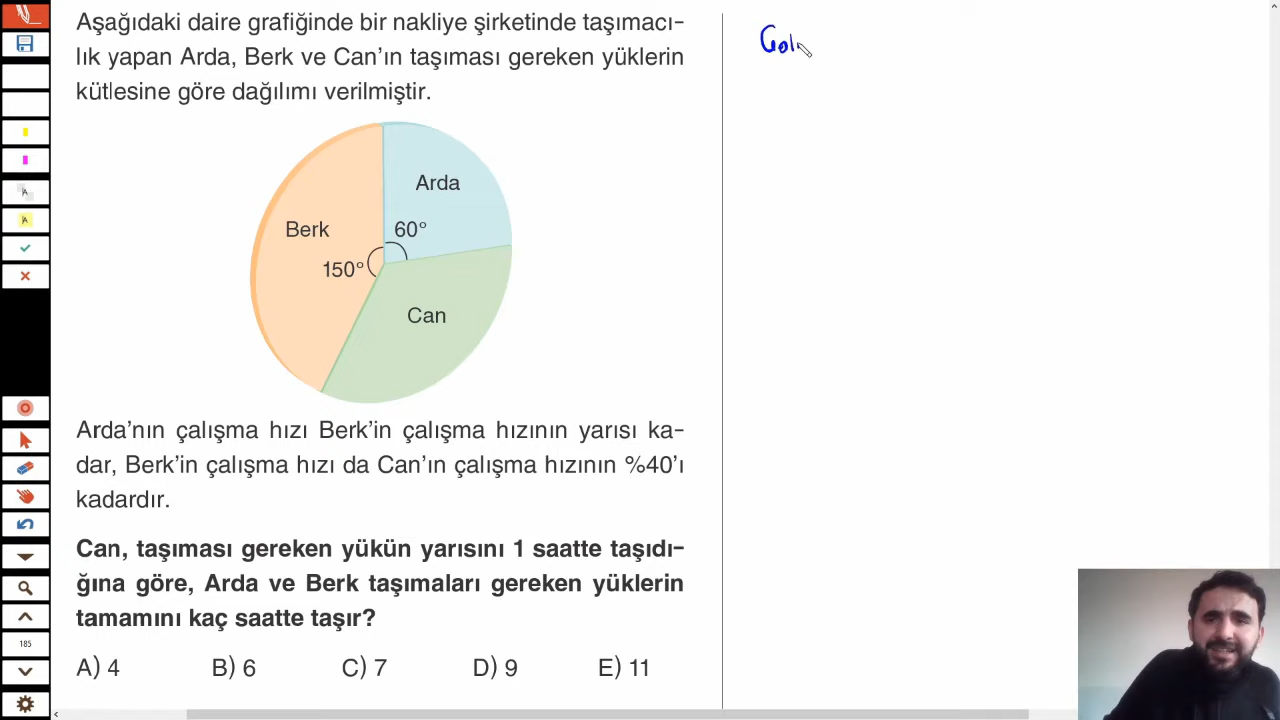 Aşağıdaki daire grafiğinde bir nakliye şirketinde taşımacı-
lık yapan Arda, Berk ve Can'ın taşıması gereken yüklerin
kütlesine göre dağılımı verilmiştir.
Arda
Berk
60°
150°
Can
Arda'nın çalışma hızı Berk'in çalışma hızının yarısı ka-
dar, Berk'in çalışma hızı da Can'ın çalışma hızının %40'ı
kadardır.
Can, taşıması gereken yükün yarısını 1 saatte taşıdı-
ğına göre, Arda ve Berk taşımaları gereken yüklerin
tamamını kaç saatte taşır?
A) 4 B) 6 C) 7 D) 9 E) 11
185